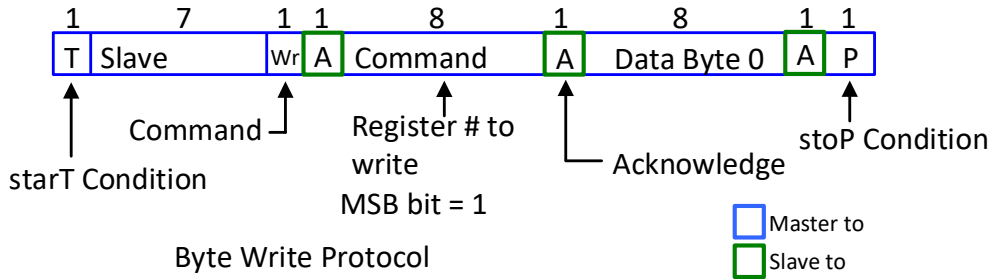 1 7 1 1 8 1 8 1 1
T Slave Wr A Command A Data Byte 0 A P
Command
Register # to
write
MSB bit = 1
Acknowledge
stoP Condition
starT Condition
Byte Write Protocol
Master to
Slave to